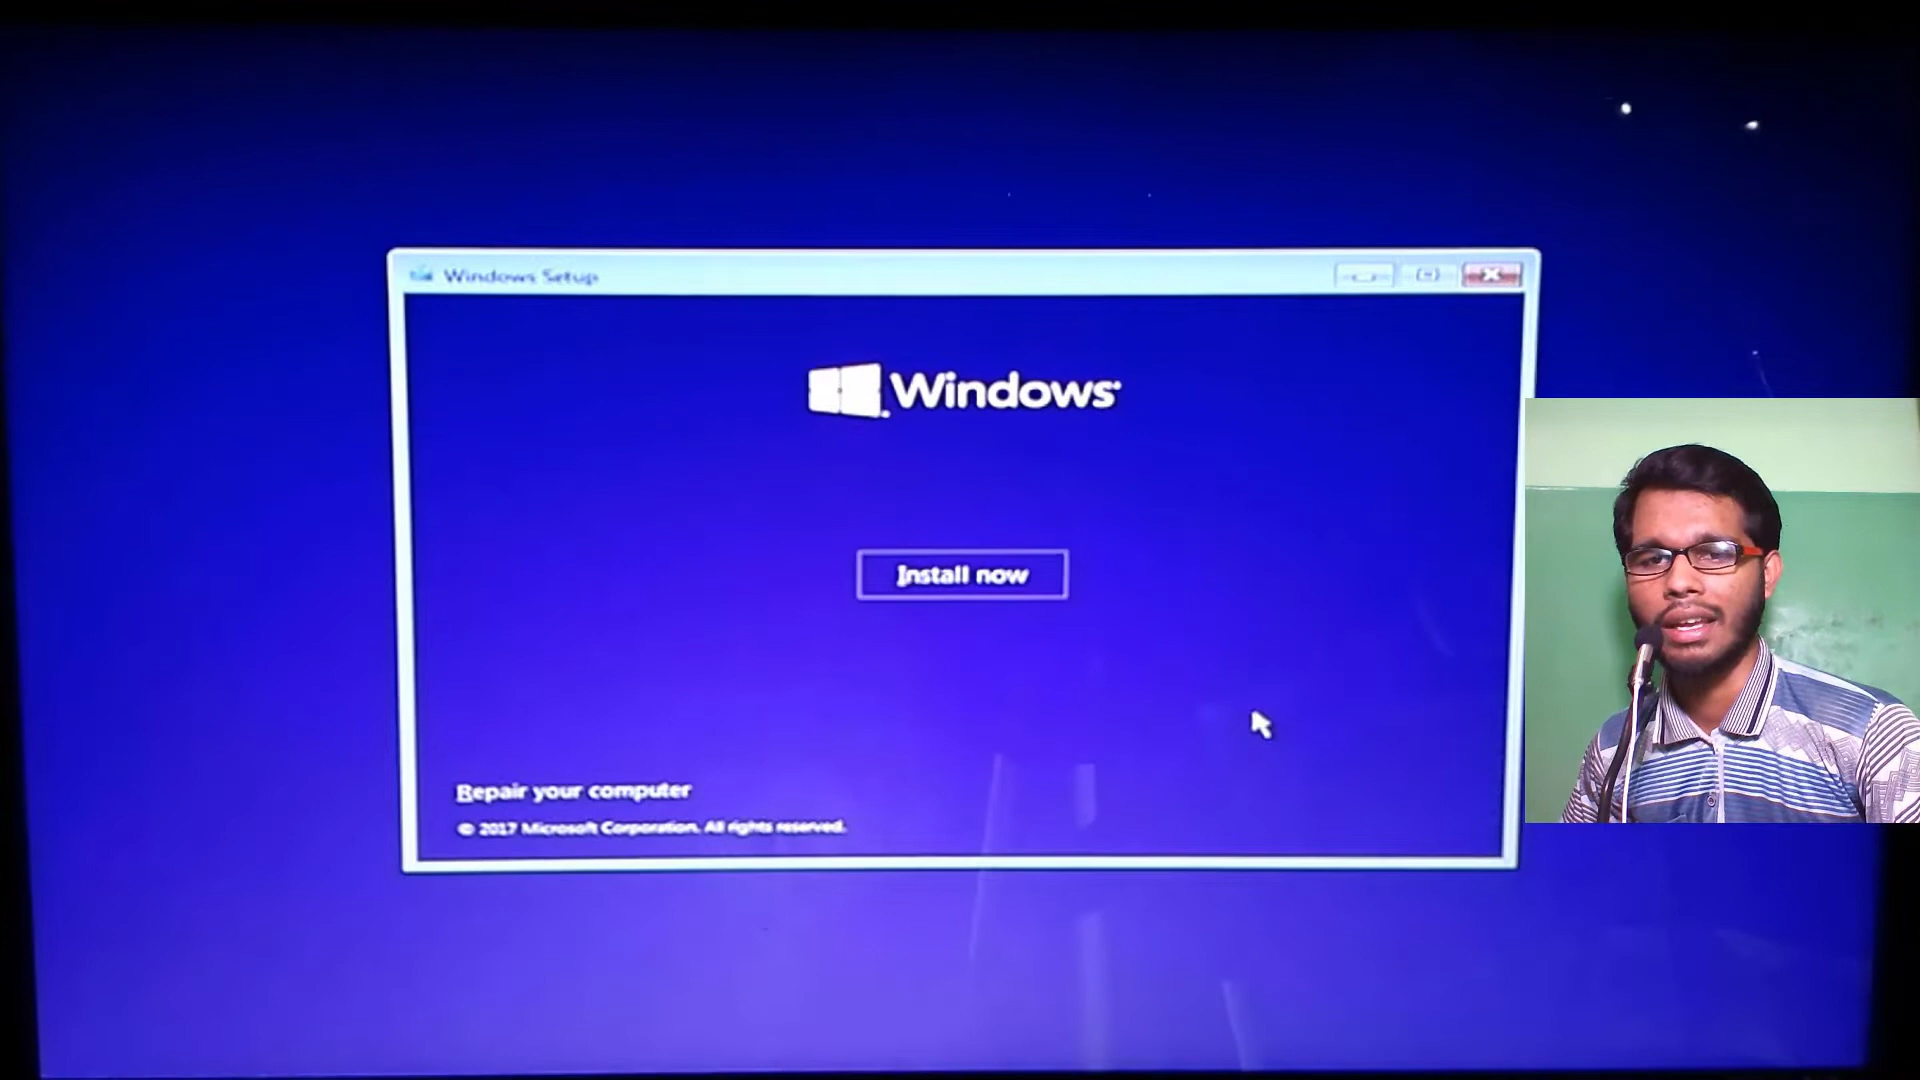 Windows Setup
Windows
Install now
Repair your computer
© 2017 Microsoft Corporation. All rights reserved.